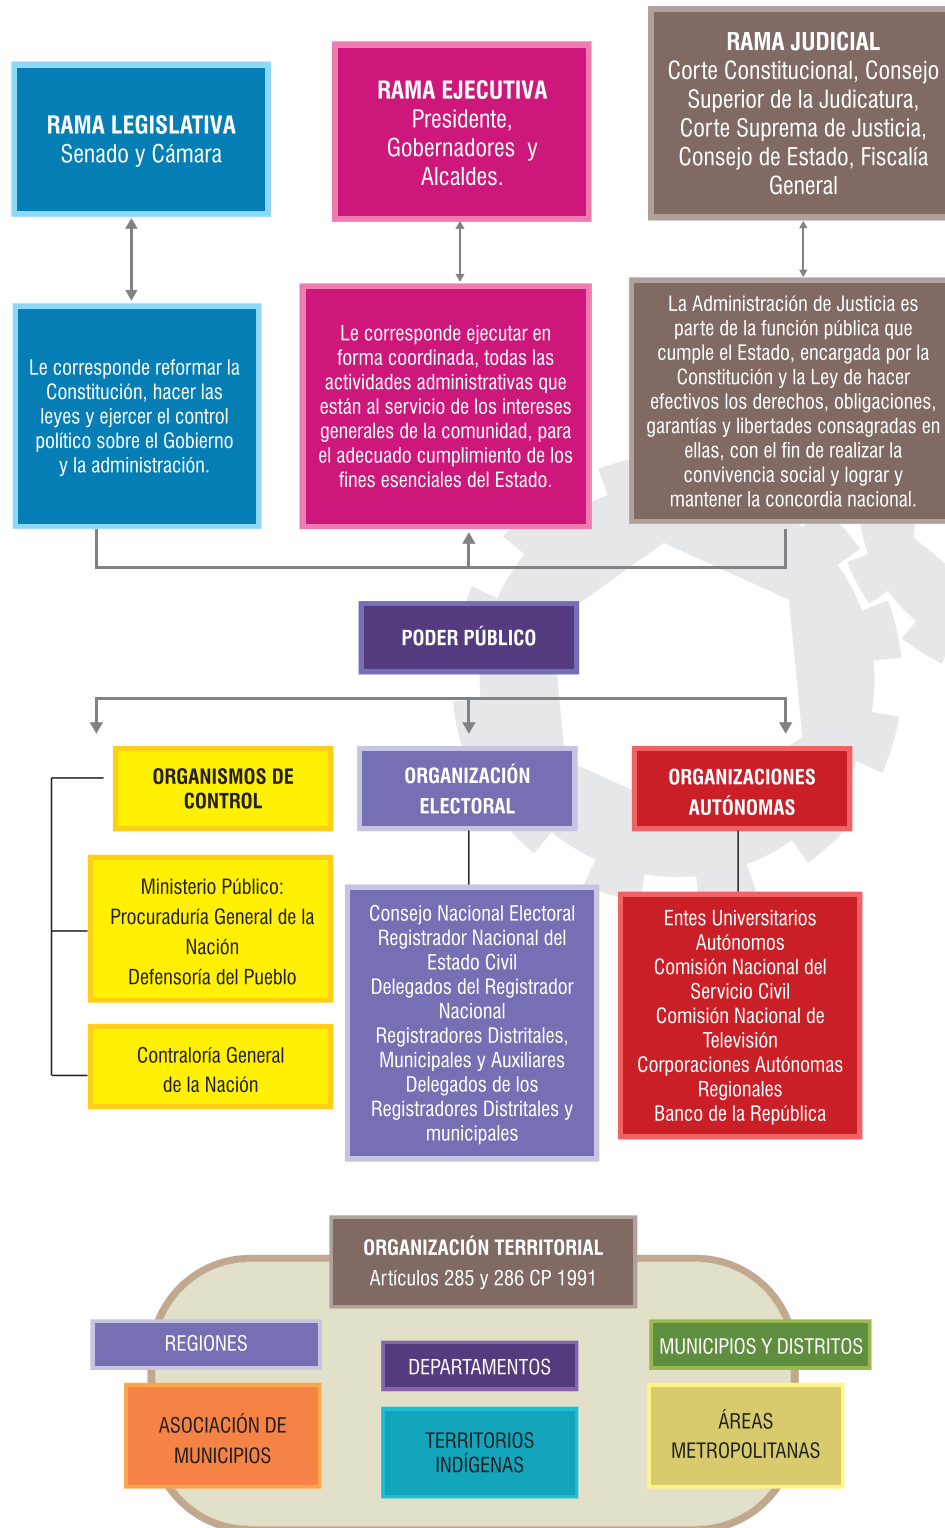 RAMA LEGISLATIVA
Senado y Cámara
RAMA EJECUTIVA
Presidente,
Gobernadores y
Alcaldes.
RAMA JUDICIAL
Corte Constitucional, Consejo
Superior de la Judicatura,
Corte Suprema de Justicia,
Consejo de Estado, Fiscalía
General
Le corresponde reformar la
Constitución, hacer las
leyes y ejercer el control
político sobre el Gobierno
y la administración.
Le corresponde ejecutar en
forma coordinada, todas las
actividades administrativas que
están al servicio de los intereses
generales de la comunidad, para
el adecuado cumplimiento de los
fines esenciales del Estado.
La Administración de Justicia es
parte de la función pública que
cumple el Estado, encargada por la
Constitución y la Ley de hacer
efectivos los derechos, obligaciones,
garantías y libertades consagradas en
ellas, con el fin de realizar la
convivencia social y lograr y
mantener la concordia nacional.
PODER PÚBLICO
ORGANISMOS DE
CONTROL
Ministerio Público:
Procuraduría General de la
Nación
Defensoría del Pueblo
Contraloría General
de la Nación
ORGANIZACIÓN
ELECTORAL
Consejo Nacional Electoral
Registrador Nacional del
Estado Civil
Delegados del Registrador
Nacional
Registradores Distritales,
Municipales y Auxiliares
Delegados de los
Registradores Distritales y
municipales
ORGANIZACIONES
AUTÓNOMAS
Entes Universitarios
Autónomos
Comisión Nacional del
Servicio Civil
Comisión Nacional de
Televisión
Corporaciones Autónomas
Regionales
Banco de la República
ORGANIZACIÓN TERRITORIAL
Artículos 285 y 286 CP 1991
REGIONES
DEPARTAMENTOS
MUNICIPIOS Y DISTRITOS
ASOCIACIÓN DE
MUNICIPIOS
TERRITORIOS
INDÍGENAS
ÁREAS
METROPOLITANAS